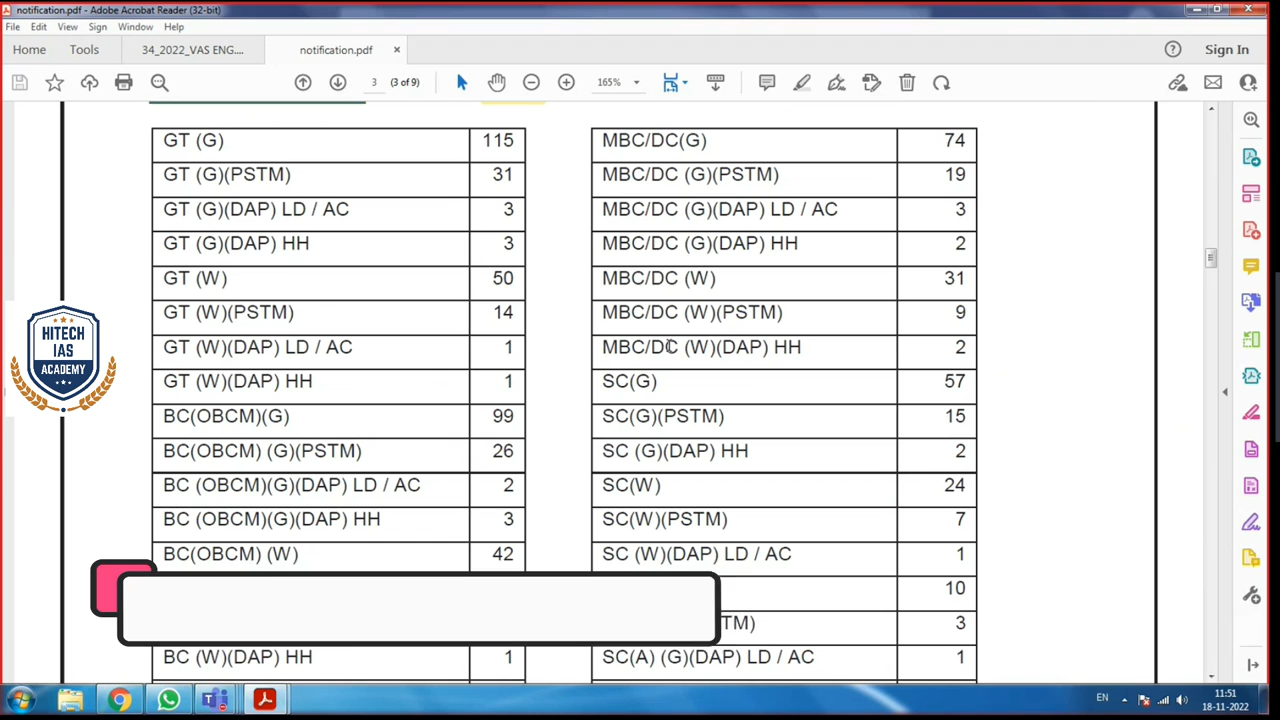 notification.pdf - Adobe Acrobat Reader (32-bit)
File Edit View Sign Window Help
Home Tools 34_2022_VAS ENG.... notification.pdf × Sign In
3 (3 of 9) 165%
GT (G) 115
GT (G)(PSTM) 31
GT (G)(DAP) LD / AC 3
GT (G)(DAP) HH 3
GT (W) 50
GT (W)(PSTM) 14
GT (W)(DAP) LD / AC 1
GT (W)(DAP) HH 1
BC(OBCM)(G) 99
BC(OBCM) (G)(PSTM) 26
BC (OBCM)(G)(DAP) LD / AC 2
BC (OBCM)(G)(DAP) HH 3
BC(OBCM) (W) 42
BC (W)(DAP) HH 1
MBC/DC(G) 74
MBC/DC (G)(PSTM) 19
MBC/DC (G)(DAP) LD / AC 3
MBC/DC (G)(DAP) HH 2
MBC/DC (W) 31
MBC/DC (W)(PSTM) 9
MBC/DC (W)(DAP) HH 2
SC(G) 57
SC(G)(PSTM) 15
SC (G)(DAP) HH 2
SC(W) 24
SC(W)(PSTM) 7
SC (W)(DAP) LD / AC 1
10
TM) 3
SC(A) (G)(DAP) LD / AC 1
HITECH
IAS
ACADEMY
EN
11:51
18-11-2022